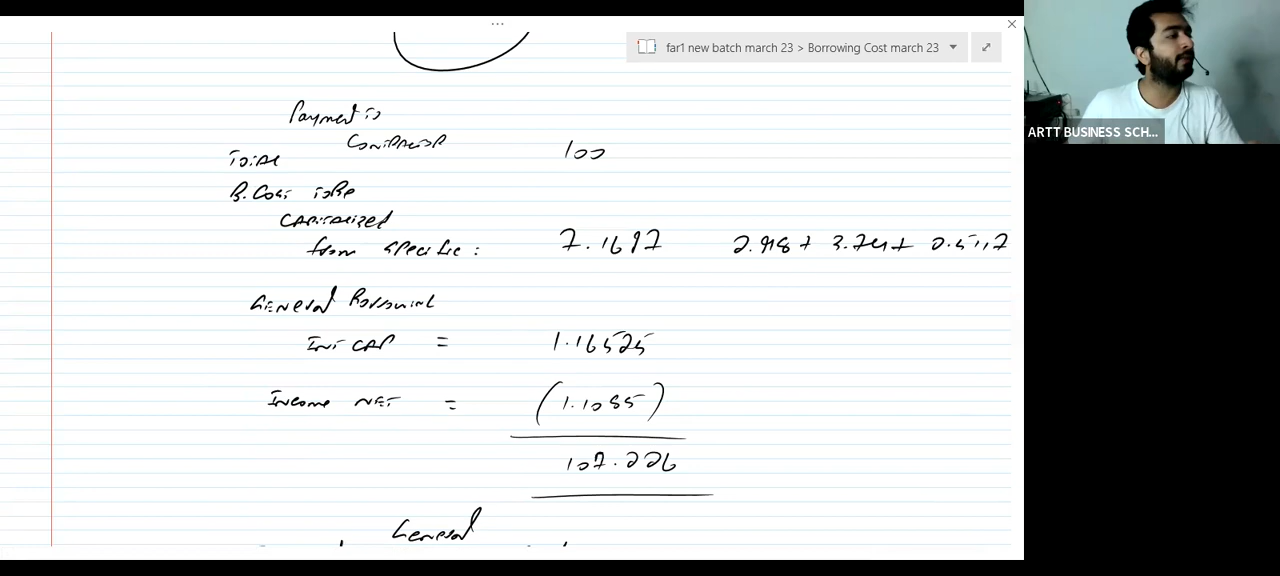 far1 new batch march 23 > Borrowing Cost march 23
ARTT BUSINESS SCH...
Payment to
Contractor
Total 100
B. Cost to be
Capitalized
from specific: 7.1697 2.918 + 3.74 + 0.5117
General Borrowing
Int CAP = 1.16525
Income NET = (1.1085)
107.226
General